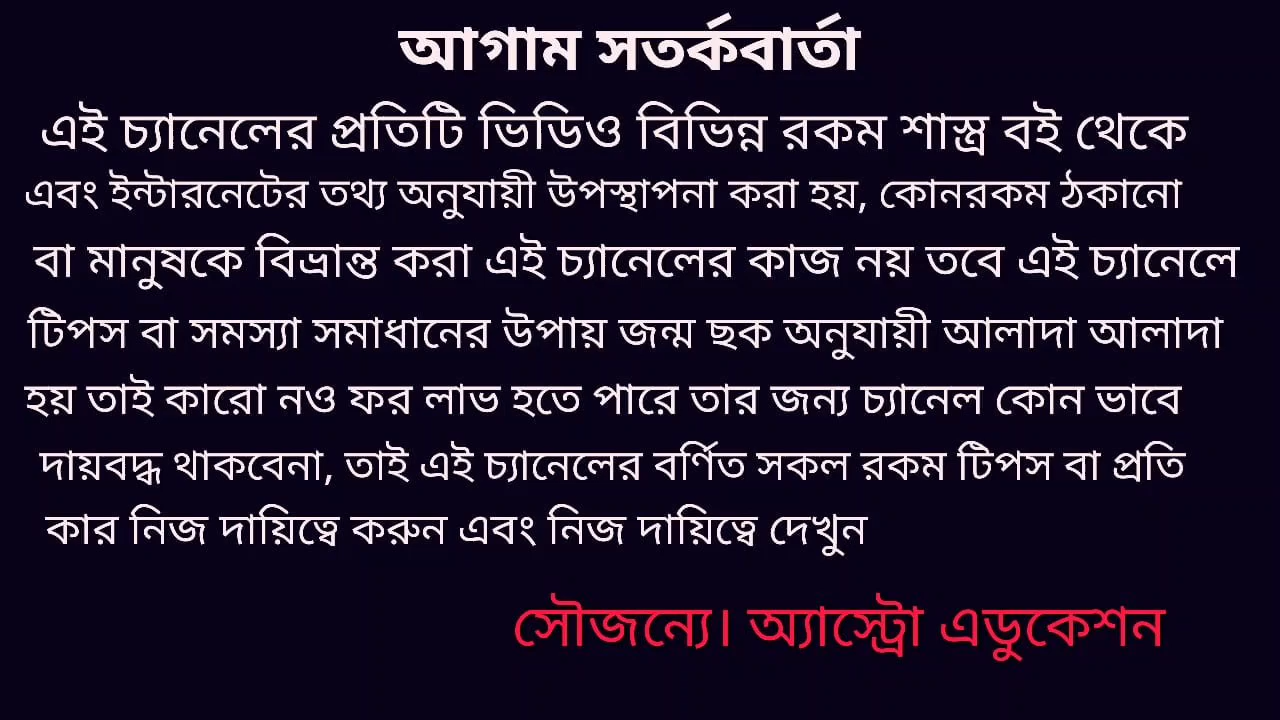 আগাম সতর্কবার্তা
এই চ্যানেলের প্রতিটি ভিডিও বিভিন্ন রকম শাস্ত্র বই থেকে
এবং ইন্টারনেটের তথ্য অনুযায়ী উপস্থাপনা করা হয়, কোনরকম ঠকানো
বা মানুষকে বিভ্রান্ত করা এই চ্যানেলের কাজ নয় তবে এই চ্যানেলে
টিপস বা সমস্যা সমাধানের উপায় জন্ম ছক অনুযায়ী আলাদা আলাদা
হয় তাই কারো নও ফর লাভ হতে পারে তার জন্য চ্যানেল কোন ভাবে
দায়বদ্ধ থাকবেনা, তাই এই চ্যানেলের বর্ণিত সকল রকম টিপস বা প্রতি
কার নিজ দায়িত্বে করুন এবং নিজ দায়িত্বে দেখুন
সৌজন্যে। অ্যাস্ট্রো এডুকেশন